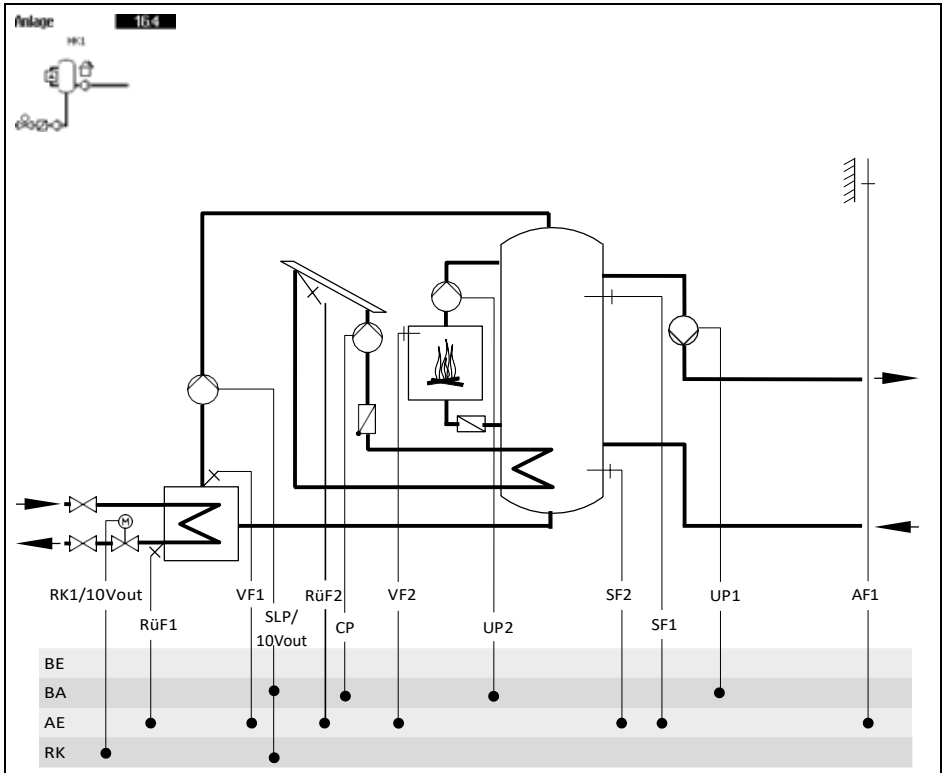 Anlage 16.4
HK1
M
RK1/10Vout VF1 RüF2 VF2 SF2 UP1 AF1
RüF1 SLP/ CP UP2 SF1
10Vout
BE
BA
AE
RK